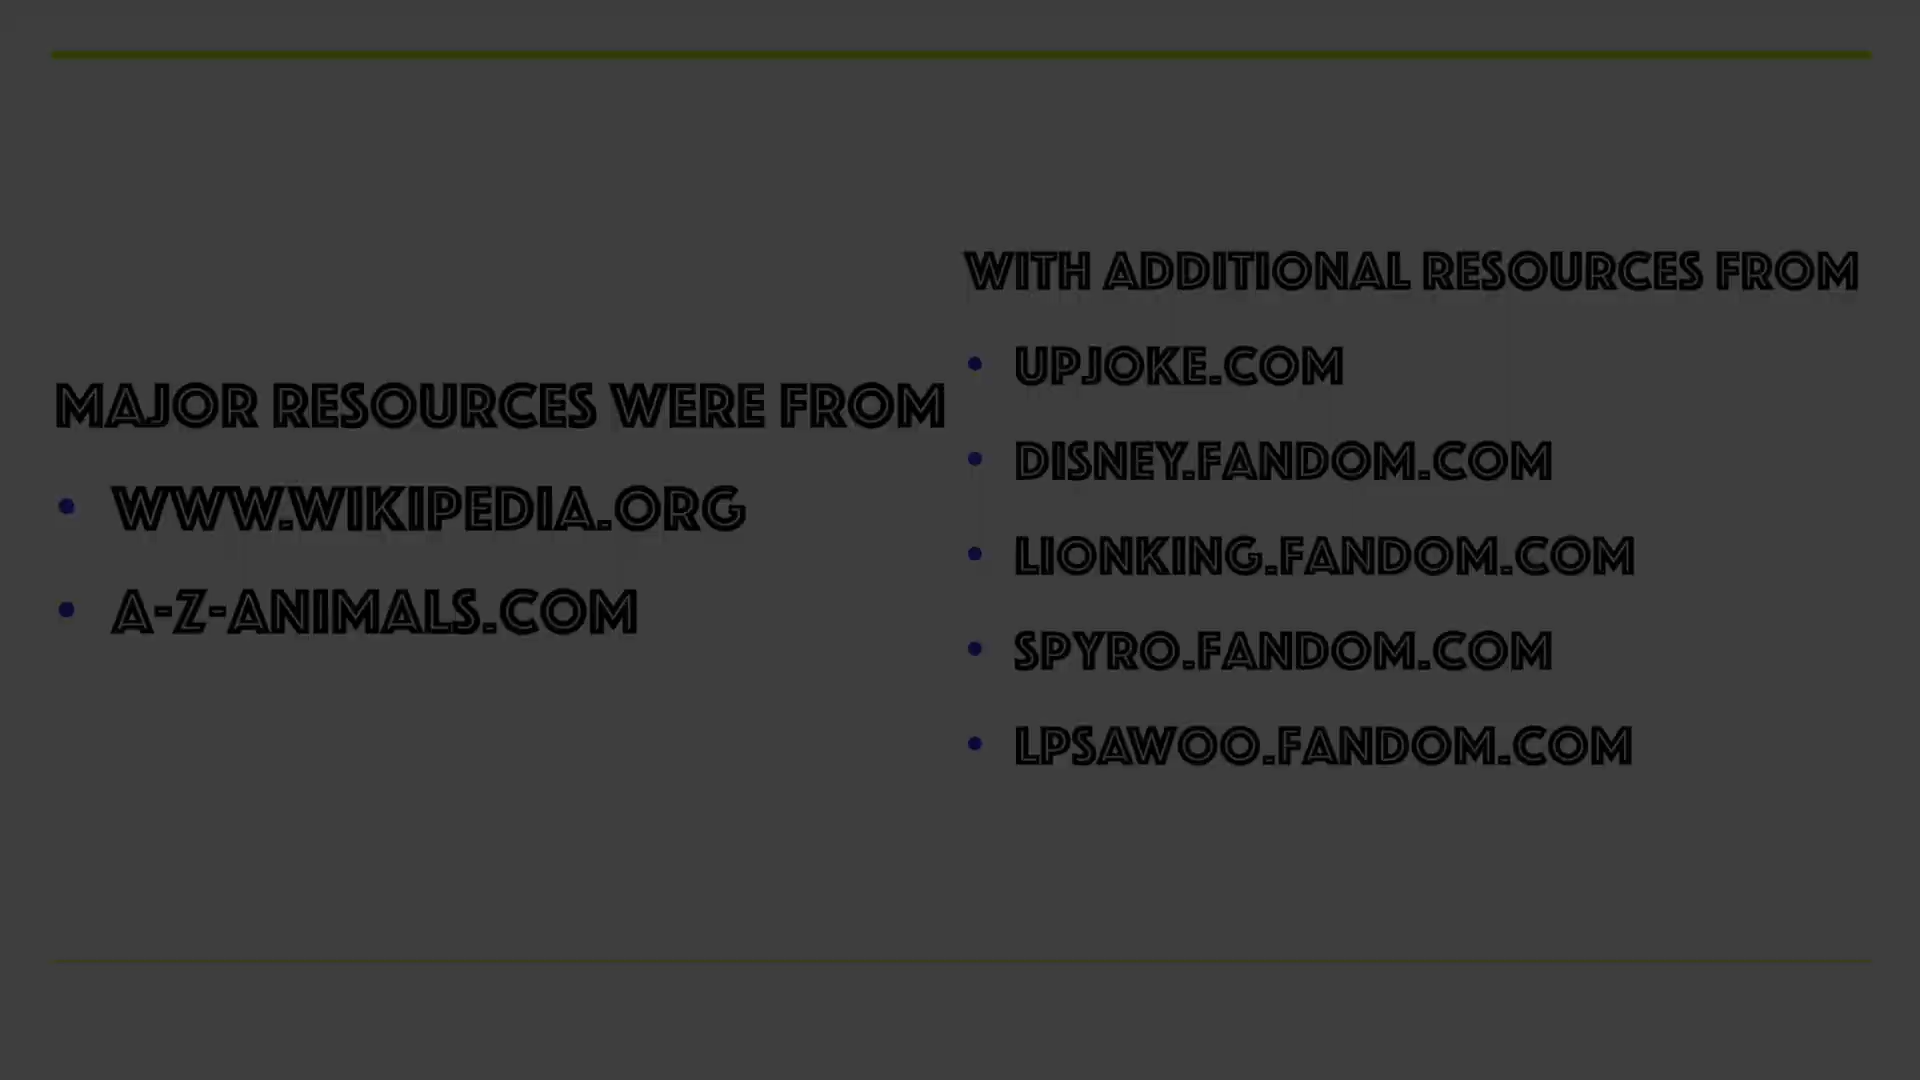 MAJOR RESOURCES WERE FROM
• WWW.WIKIPEDIA.ORG
• A-Z-ANIMALS.COM
WITH ADDITIONAL RESOURCES FROM
• UPJOKE.COM
• DISNEY.FANDOM.COM
• LIONKING.FANDOM.COM
• SPYRO.FANDOM.COM
• LPSAWOO.FANDOM.COM